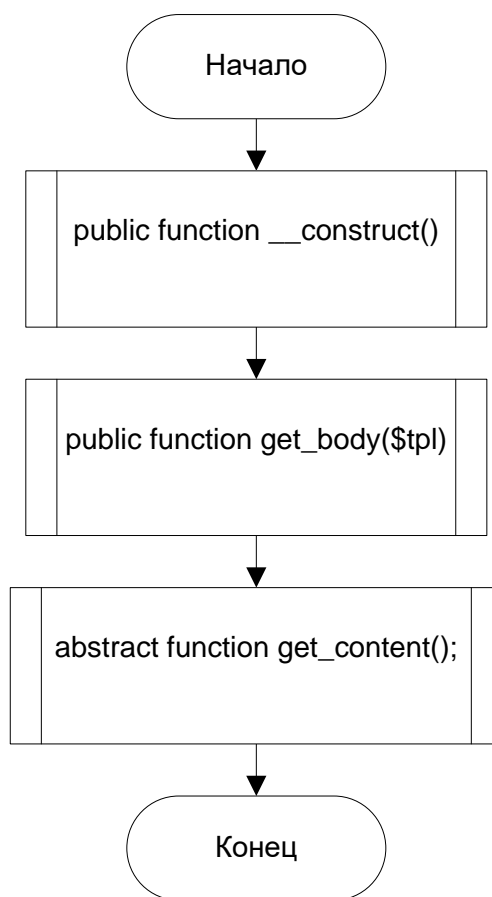 Начало
public function __construct()
public function get_body($tpl)
abstract function get_content();
Конец